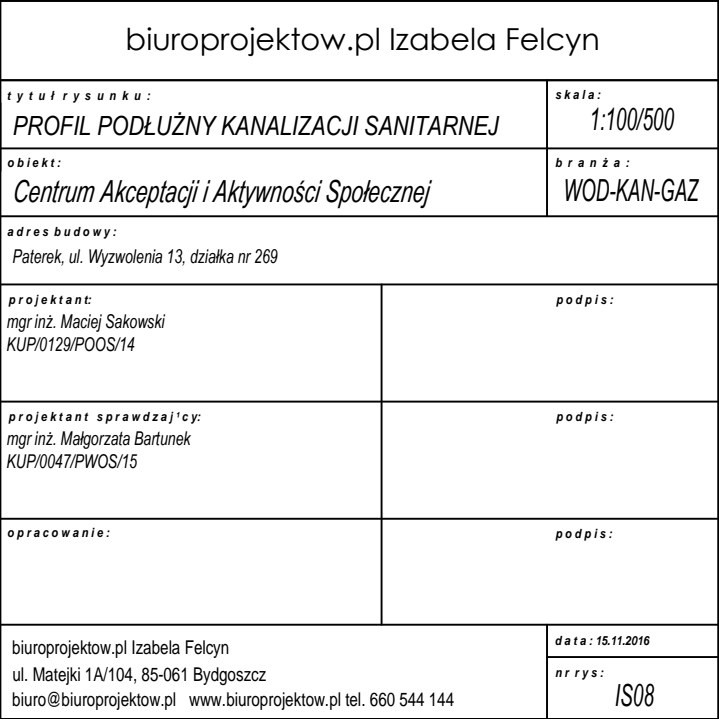 biuroprojektow.pl Izabela Felcyn
tytuł rysunku:
PROFIL PODŁUŻNY KANALIZACJI SANITARNEJ
skala:
1:100/500
obiekt:
Centrum Akceptacji i Aktywności Społecznej
branża:
WOD-KAN-GAZ
adres budowy:
Paterek, ul. Wyzwolenia 13, działka nr 269
projektant:
mgr inż. Maciej Sakowski
KUP/0129/POOS/14
podpis:
projektant sprawdzaj¹cy:
mgr inż. Małgorzata Bartunek
KUP/0047/PWOS/15
podpis:
opracowanie:
podpis:
biuroprojektow.pl Izabela Felcyn
ul. Matejki 1A/104, 85-061 Bydgoszcz
biuro@biuroprojektow.pl www.biuroprojektow.pl tel. 660 544 144
data: 15.11.2016
nr rys:
IS08